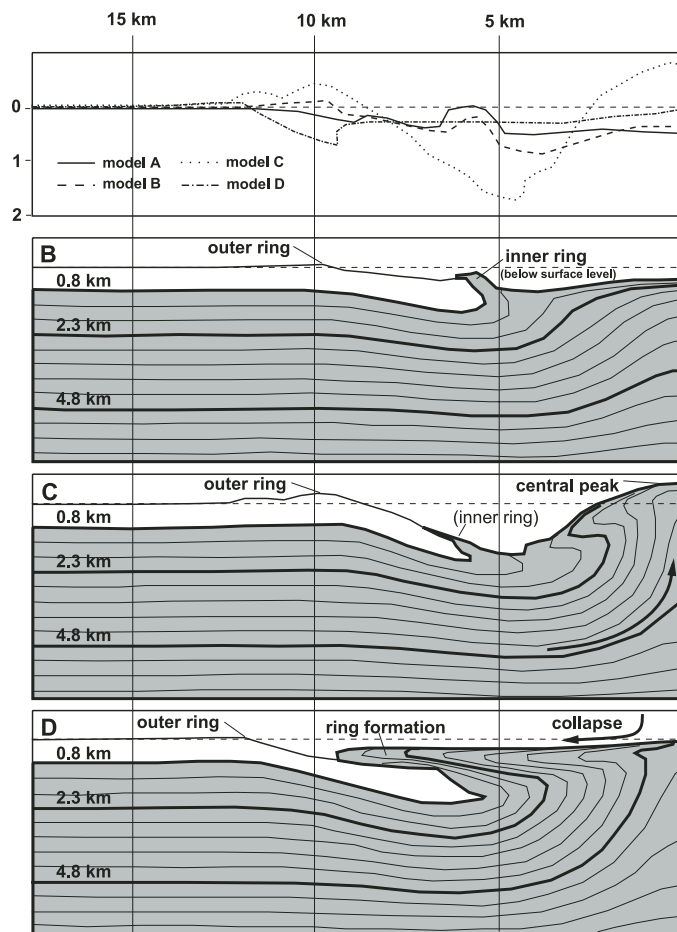 15 km 10 km 5 km
0
1
2
model A model C
model B model D
B
outer ring
inner ring
(below surface level)
0.8 km
2.3 km
4.8 km
C
outer ring
central peak
(inner ring)
0.8 km
2.3 km
4.8 km
D
outer ring
ring formation
collapse
0.8 km
2.3 km
4.8 km